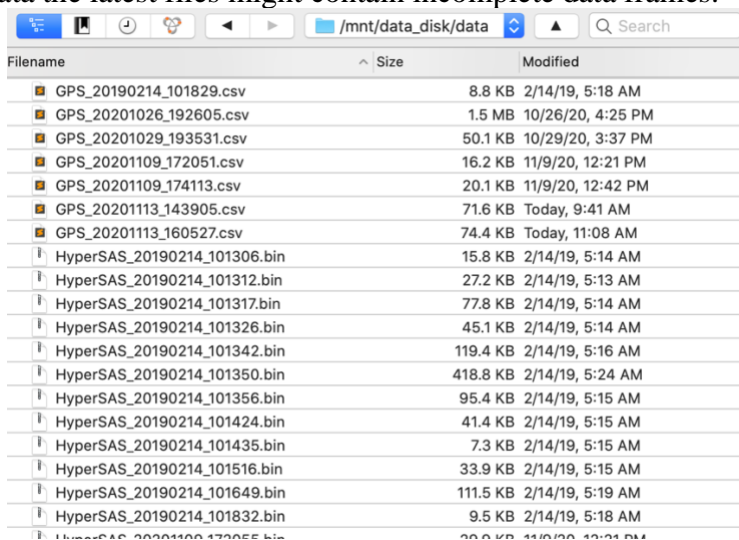 the latest files might contain incomplete data frames.
/mnt/data_disk/data Search
Filename Size Modified
GPS_20190214_101829.csv 8.8 KB 2/14/19, 5:18 AM
GPS_20201026_192605.csv 1.5 MB 10/26/20, 4:25 PM
GPS_20201029_193531.csv 50.1 KB 10/29/20, 3:37 PM
GPS_20201109_172051.csv 16.2 KB 11/9/20, 12:21 PM
GPS_20201109_174113.csv 20.1 KB 11/9/20, 12:42 PM
GPS_20201113_143905.csv 71.6 KB Today, 9:41 AM
GPS_20201113_160527.csv 74.4 KB Today, 11:08 AM
HyperSAS_20190214_101306.bin 15.8 KB 2/14/19, 5:14 AM
HyperSAS_20190214_101312.bin 27.2 KB 2/14/19, 5:13 AM
HyperSAS_20190214_101317.bin 77.8 KB 2/14/19, 5:14 AM
HyperSAS_20190214_101326.bin 45.1 KB 2/14/19, 5:14 AM
HyperSAS_20190214_101342.bin 119.4 KB 2/14/19, 5:16 AM
HyperSAS_20190214_101350.bin 418.8 KB 2/14/19, 5:24 AM
HyperSAS_20190214_101356.bin 95.4 KB 2/14/19, 5:15 AM
HyperSAS_20190214_101424.bin 41.4 KB 2/14/19, 5:15 AM
HyperSAS_20190214_101435.bin 7.3 KB 2/14/19, 5:15 AM
HyperSAS_20190214_101516.bin 33.9 KB 2/14/19, 5:15 AM
HyperSAS_20190214_101649.bin 111.5 KB 2/14/19, 5:19 AM
HyperSAS_20190214_101832.bin 9.5 KB 2/14/19, 5:18 AM